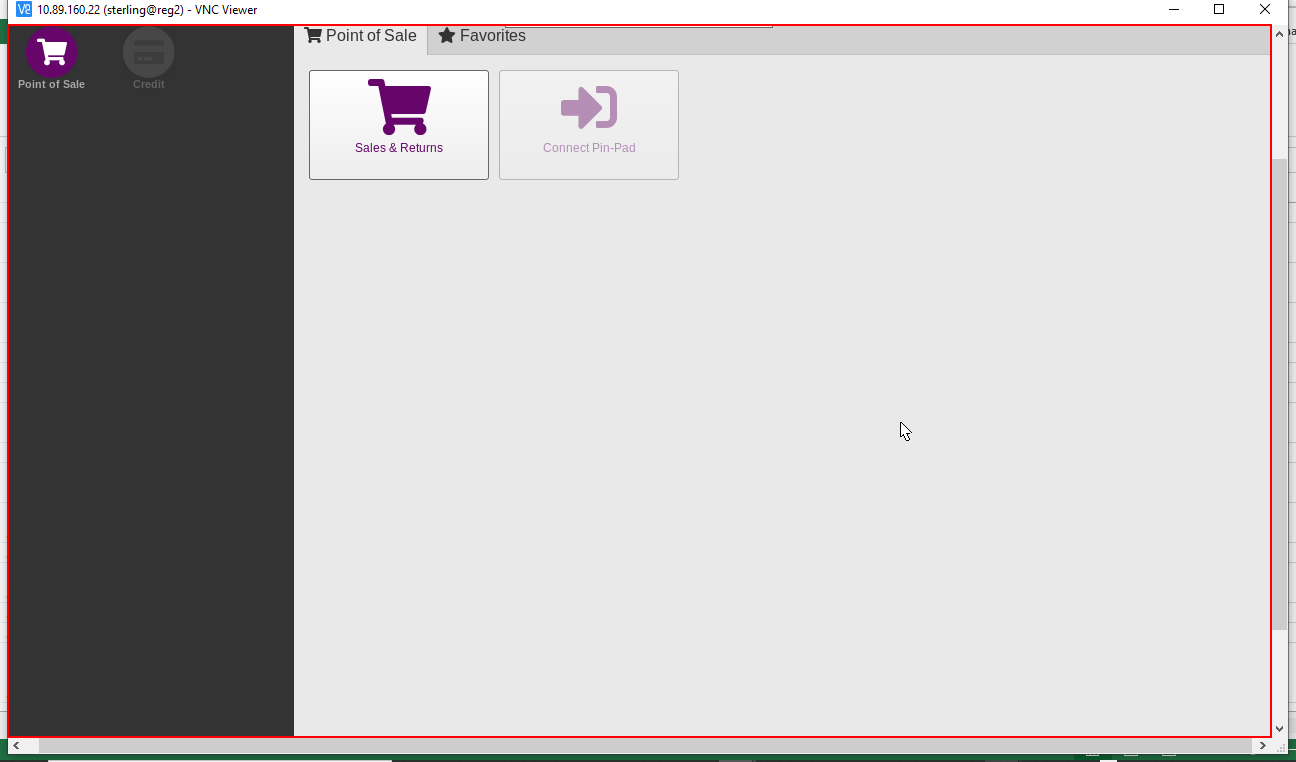 10.89.160.22 (sterling@reg2) - VNC Viewer
Point of Sale
Credit
Point of Sale
Favorites
Sales & Returns
Connect Pin-Pad